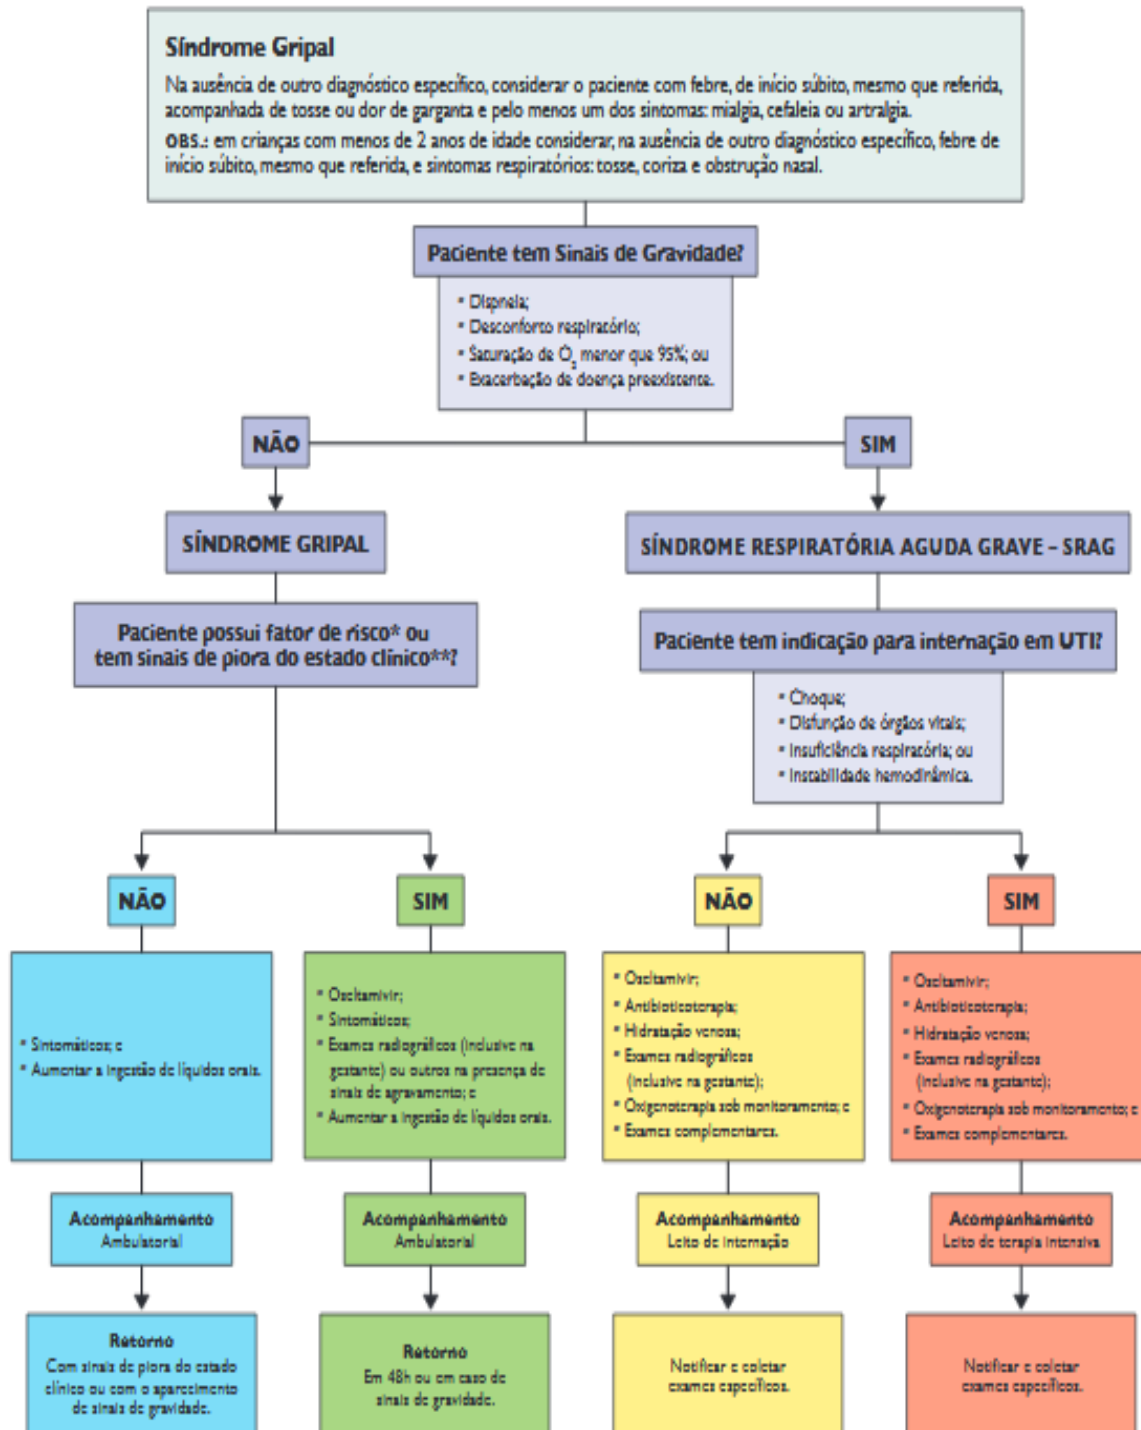 Síndrome Gripal
Na ausência de outro diagnóstico específico, considerar o paciente com febre, de início súbito, mesmo que referida,
acompanhada de tosse ou dor de garganta e pelo menos um dos sintomas: mialgia, cefaleia ou artralgia.
OBS.: em crianças com menos de 2 anos de idade considerar, na ausência de outro diagnóstico específico, febre de
início súbito, mesmo que referida, e sintomas respiratórios: tosse, coriza e obstrução nasal.
Paciente tem Sinais de Gravidade?
• Dispneia;
• Desconforto respiratório;
• Saturação de O₂ menor que 95%; ou
• Exacerbação de doença preexistente.
NÃO
SIM
SÍNDROME GRIPAL
SÍNDROME RESPIRATÓRIA AGUDA GRAVE – SRAG
Paciente possui fator de risco* ou
tem sinais de piora do estado clínico**?
Paciente tem indicação para internação em UTI?
• Choque;
• Disfunção de órgãos vitais;
• Insuficiência respiratória; ou
• Instabilidade hemodinâmica.
NÃO
SIM
NÃO
SIM
• Sintomáticos; e
• Aumentar a ingestão de líquidos orais.
• Oseltamivir;
• Sintomáticos;
• Exames radiográficos (inclusive na
gestante) ou outros na presença de
sinais de agravamento; e
• Aumentar a ingestão de líquidos orais.
• Oseltamivir;
• Antibioticoterapia;
• Hidratação venosa;
• Exames radiográficos
(inclusive na gestante);
• Oxigenoterapia sob monitoramento; e
• Exames complementares.
• Oseltamivir;
• Antibioticoterapia;
• Hidratação venosa;
• Exames radiográficos
(inclusive na gestante);
• Oxigenoterapia sob monitoramento; e
• Exames complementares.
Acompanhamento
Ambulatorial
Acompanhamento
Ambulatorial
Acompanhamento
Leito de internação
Acompanhamento
Leito de terapia intensiva
Retorno
Com sinais de piora do estado
clínico ou com o aparecimento
de sinais de gravidade.
Retorno
Em 48h ou em caso de
sinais de gravidade.
Notificar e coletar
exames específicos.
Notificar e coletar
exames específicos.